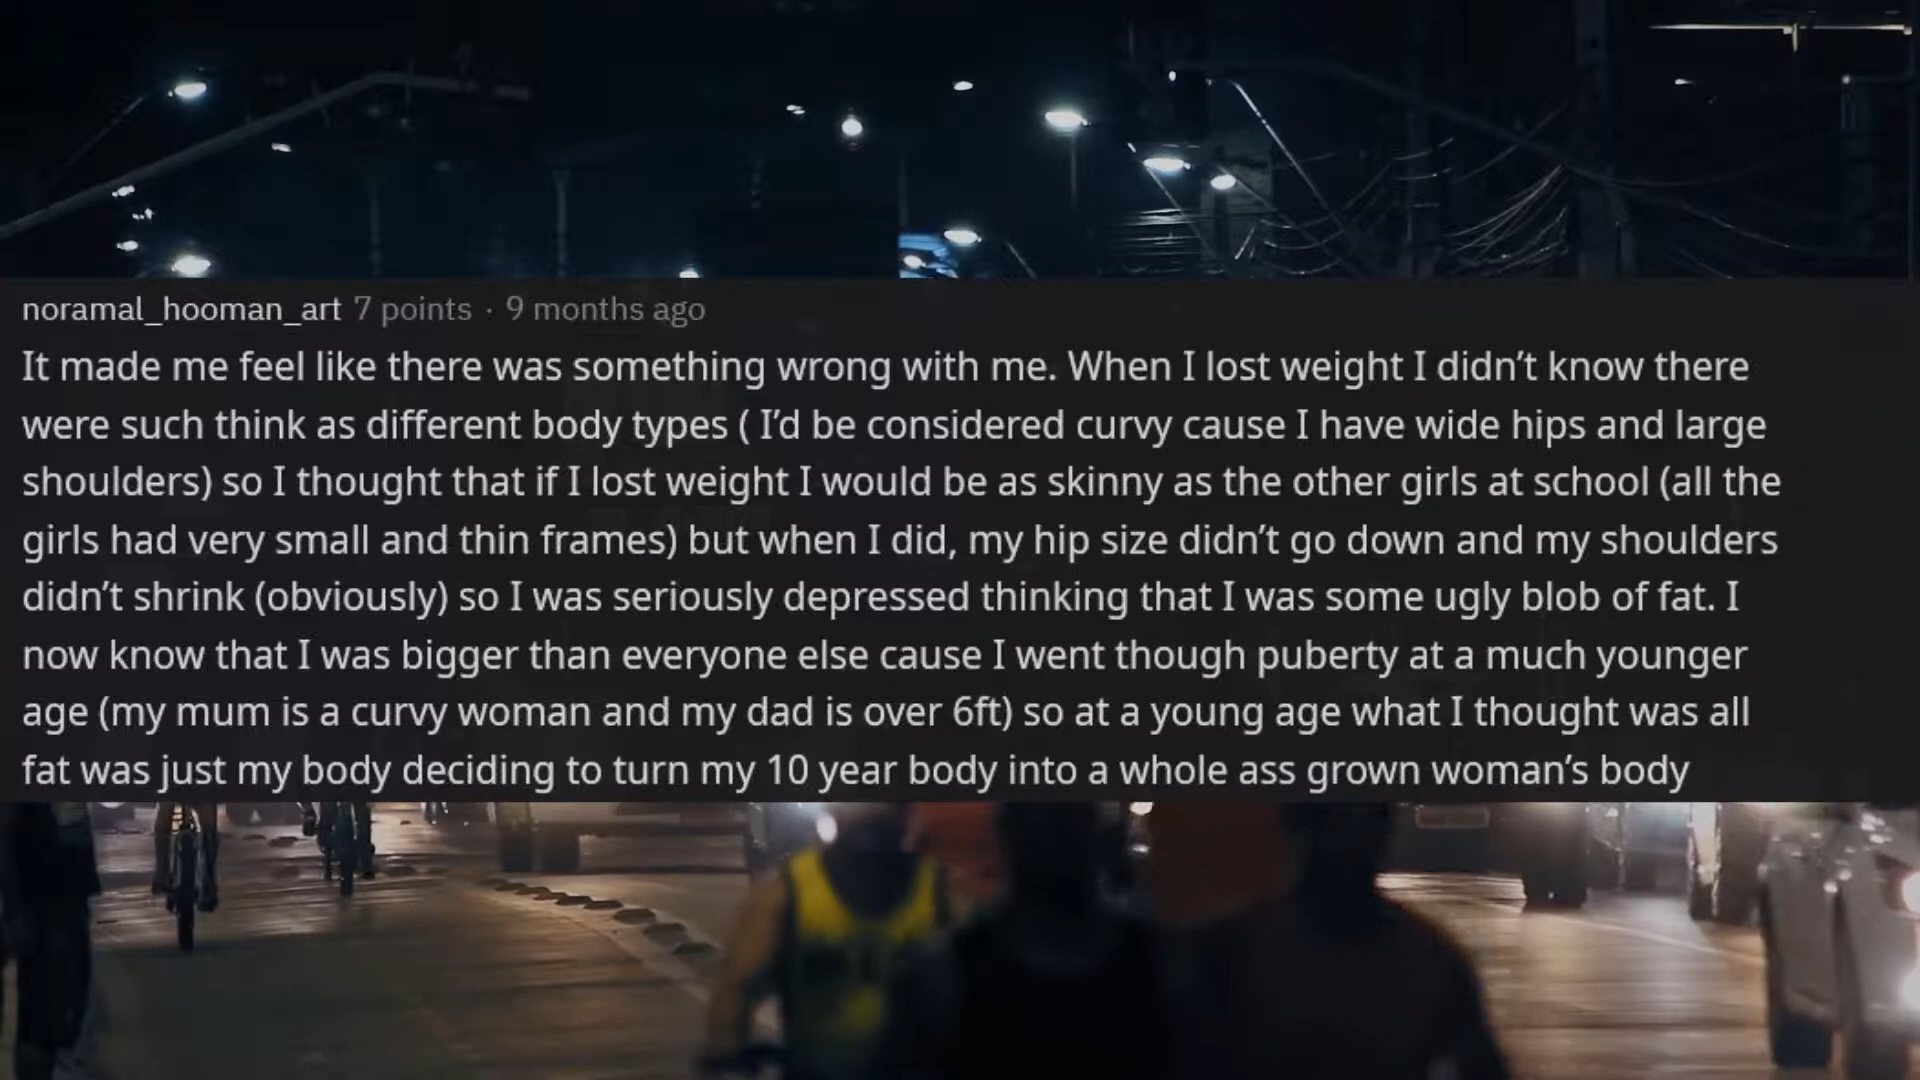 noramal_hooman_art 7 points · 9 months ago
It made me feel like there was something wrong with me. When I lost weight I didn’t know there
were such think as different body types ( I’d be considered curvy cause I have wide hips and large
shoulders) so I thought that if I lost weight I would be as skinny as the other girls at school (all the
girls had very small and thin frames) but when I did, my hip size didn’t go down and my shoulders
didn’t shrink (obviously) so I was seriously depressed thinking that I was some ugly blob of fat. I
now know that I was bigger than everyone else cause I went though puberty at a much younger
age (my mum is a curvy woman and my dad is over 6ft) so at a young age what I thought was all
fat was just my body deciding to turn my 10 year body into a whole ass grown woman’s body